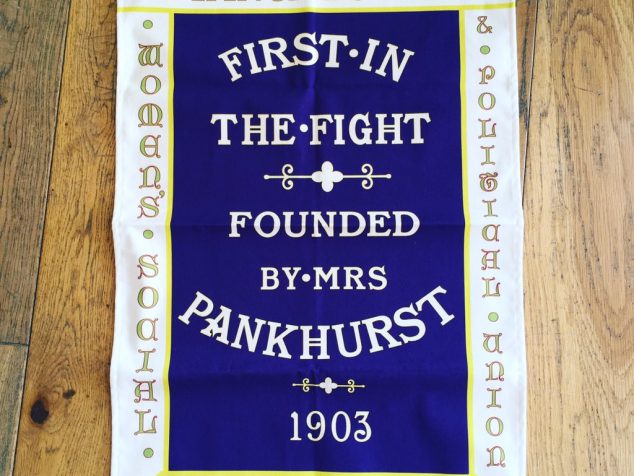 FIRST·IN
THE·FIGHT
FOUNDED
BY·MRS
PANKHURST
1903
·WOMEN'S·SOCIAL·
&·POLITICAL·UNION